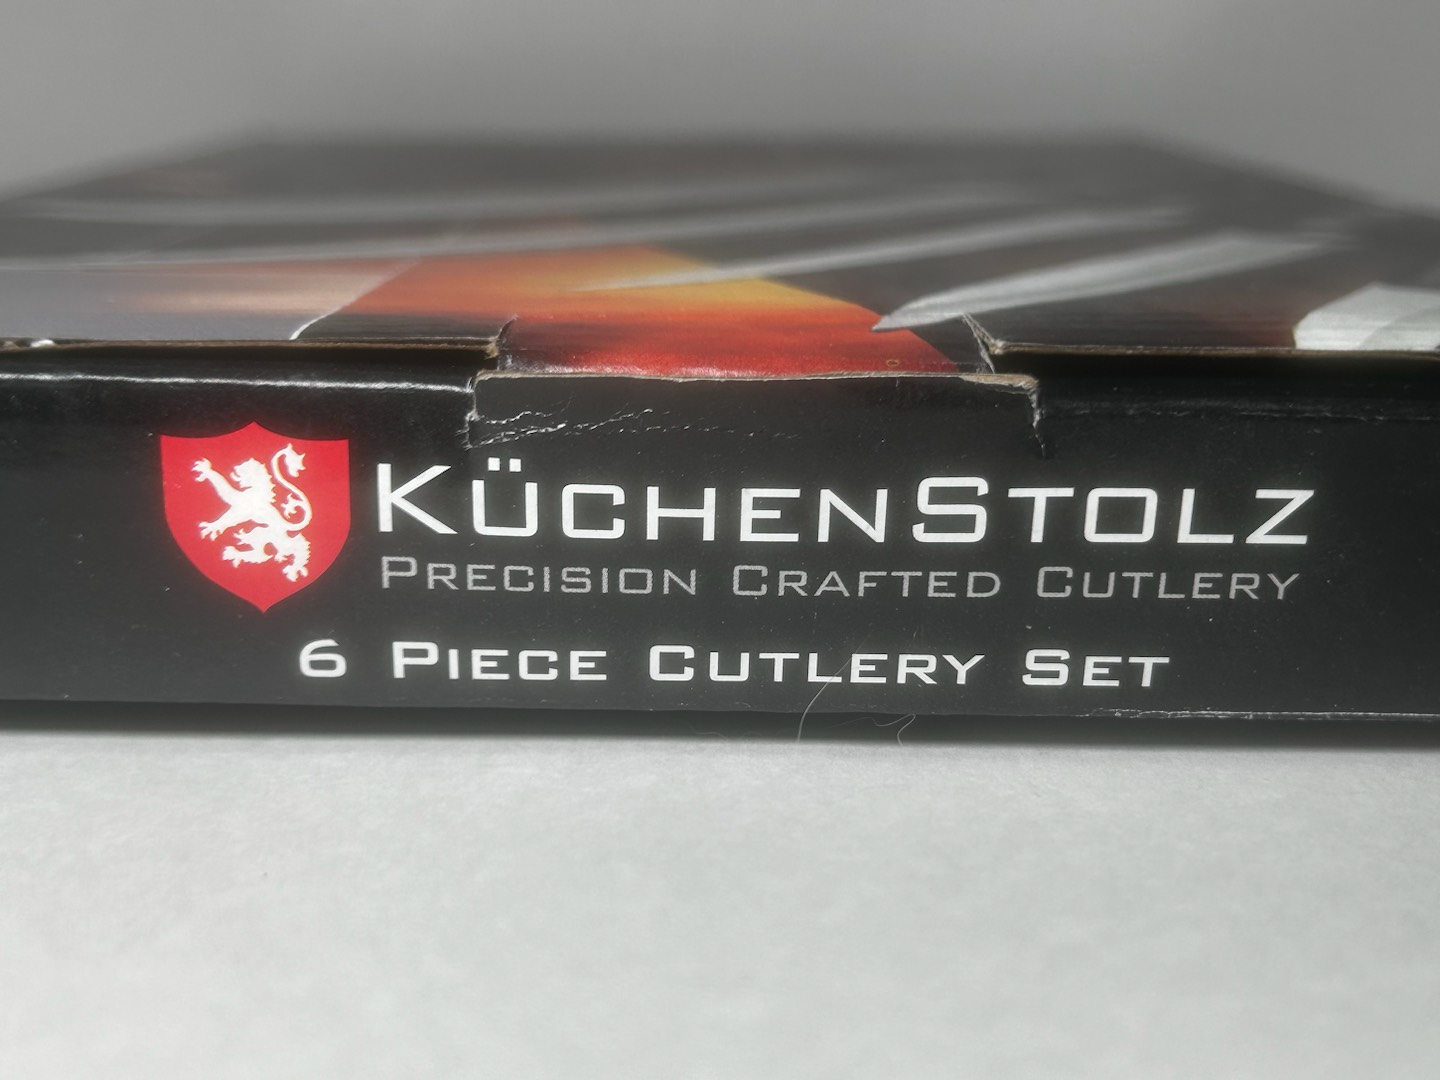 KÜCHENSTOLZ
PRECISION CRAFTED CUTLERY
6 PIECE CUTLERY SET